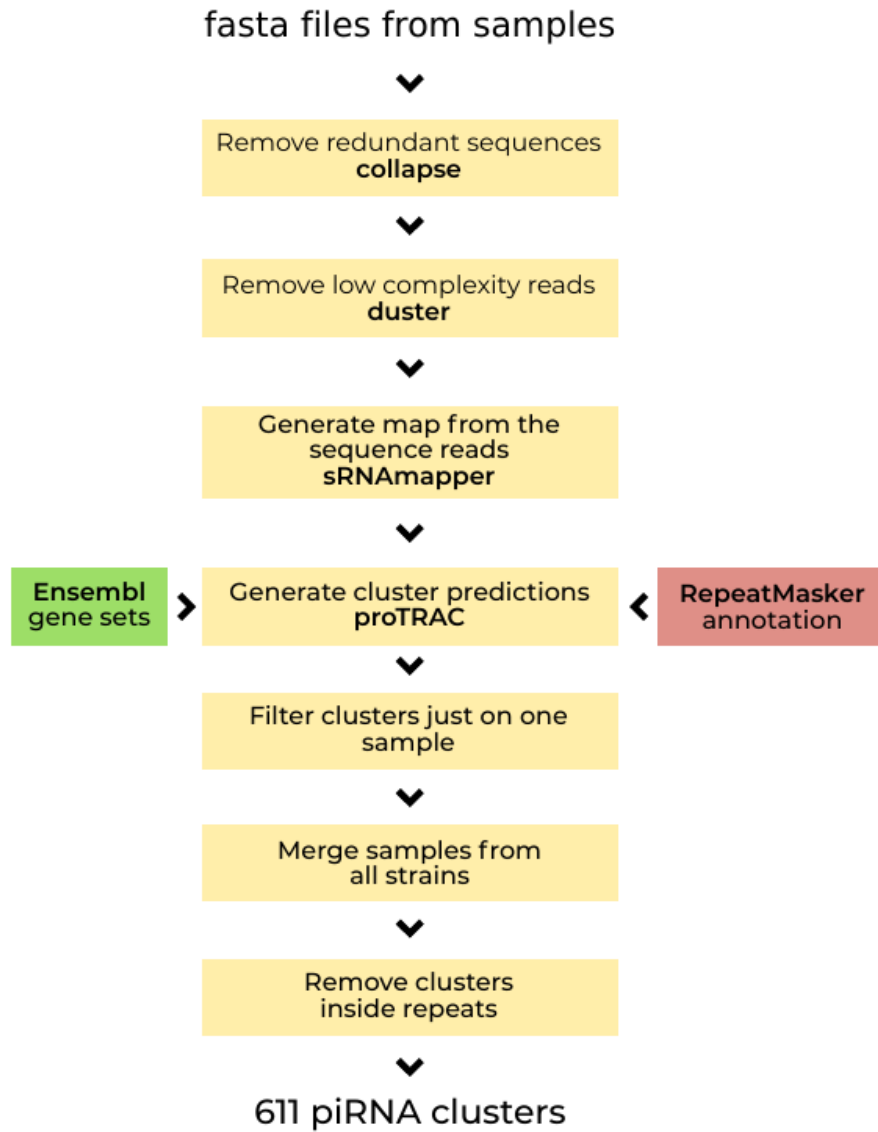 fasta files from samples
Remove redundant sequences
collapse
Remove low complexity reads
duster
Generate map from the
sequence reads
sRNAmapper
Ensembl
gene sets
Generate cluster predictions
proTRAC
RepeatMasker
annotation
Filter clusters just on one
sample
Merge samples from
all strains
Remove clusters
inside repeats
611 piRNA clusters